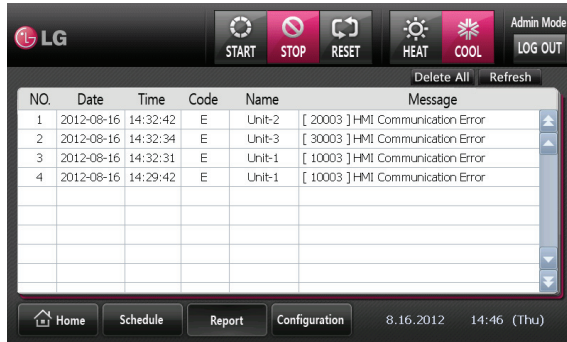 LG START STOP RESET HEAT COOL Admin Mode
LOG OUT
Delete All Refresh
NO. Date Time Code Name Message
1 2012-08-16 14:32:42 E Unit-2 [ 20003 ] HMI Communication Error
2 2012-08-16 14:32:34 E Unit-3 [ 30003 ] HMI Communication Error
3 2012-08-16 14:32:31 E Unit-1 [ 10003 ] HMI Communication Error
4 2012-08-16 14:29:42 E Unit-1 [ 10003 ] HMI Communication Error
Home Schedule Report Configuration 8.16.2012 14:46 (Thu)